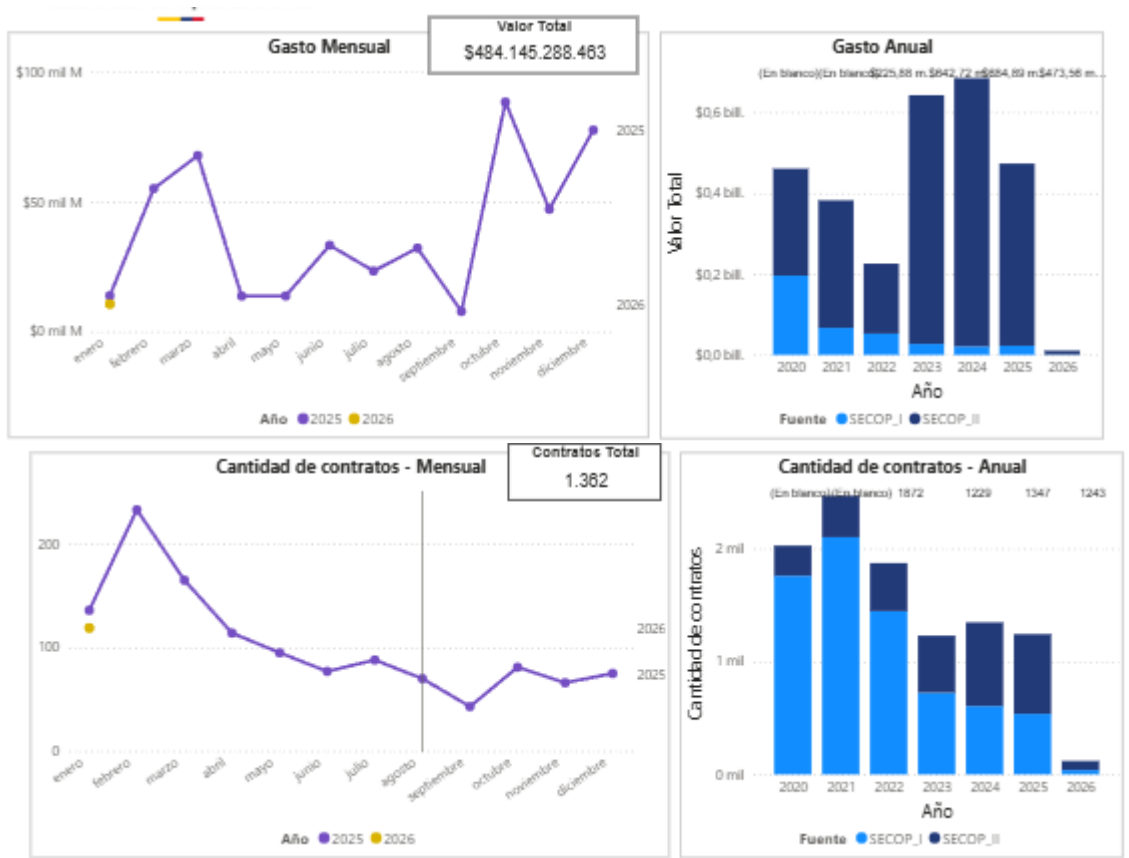 Gasto Mensual
Valor Total
$484.145.288.463
$100 mil M
$50 mil M
$0 mil M
2025
2026
enero
febrero
marzo
abril
mayo
junio
julio
agosto
septiembre
octubre
noviembre
diciembre
Año 2025 2026
Gasto Anual
(En blanco) (En blanco) $225,88 m.
Valor Total
$0,6 bill.
$0,4 bill.
$0,2 bill.
$0,0 bill.
2020 2021 2022 2023 2024 2025 2026
Año
Fuente SECOP_I SECOP_II
Cantidad de contratos - Mensual
Contratos Total
1.362
200
100
0
2026
2025
enero
febrero
marzo
abril
mayo
junio
julio
agosto
septiembre
octubre
noviembre
diciembre
Año 2025 2026
Cantidad de contratos - Anual
(En blanco) (En blanco) 1872 1229 1347 1243
Cantidad de contratos
2 mil
1 mil
0 mil
2020 2021 2022 2023 2024 2025 2026
Año
Fuente SECOP_I SECOP_II